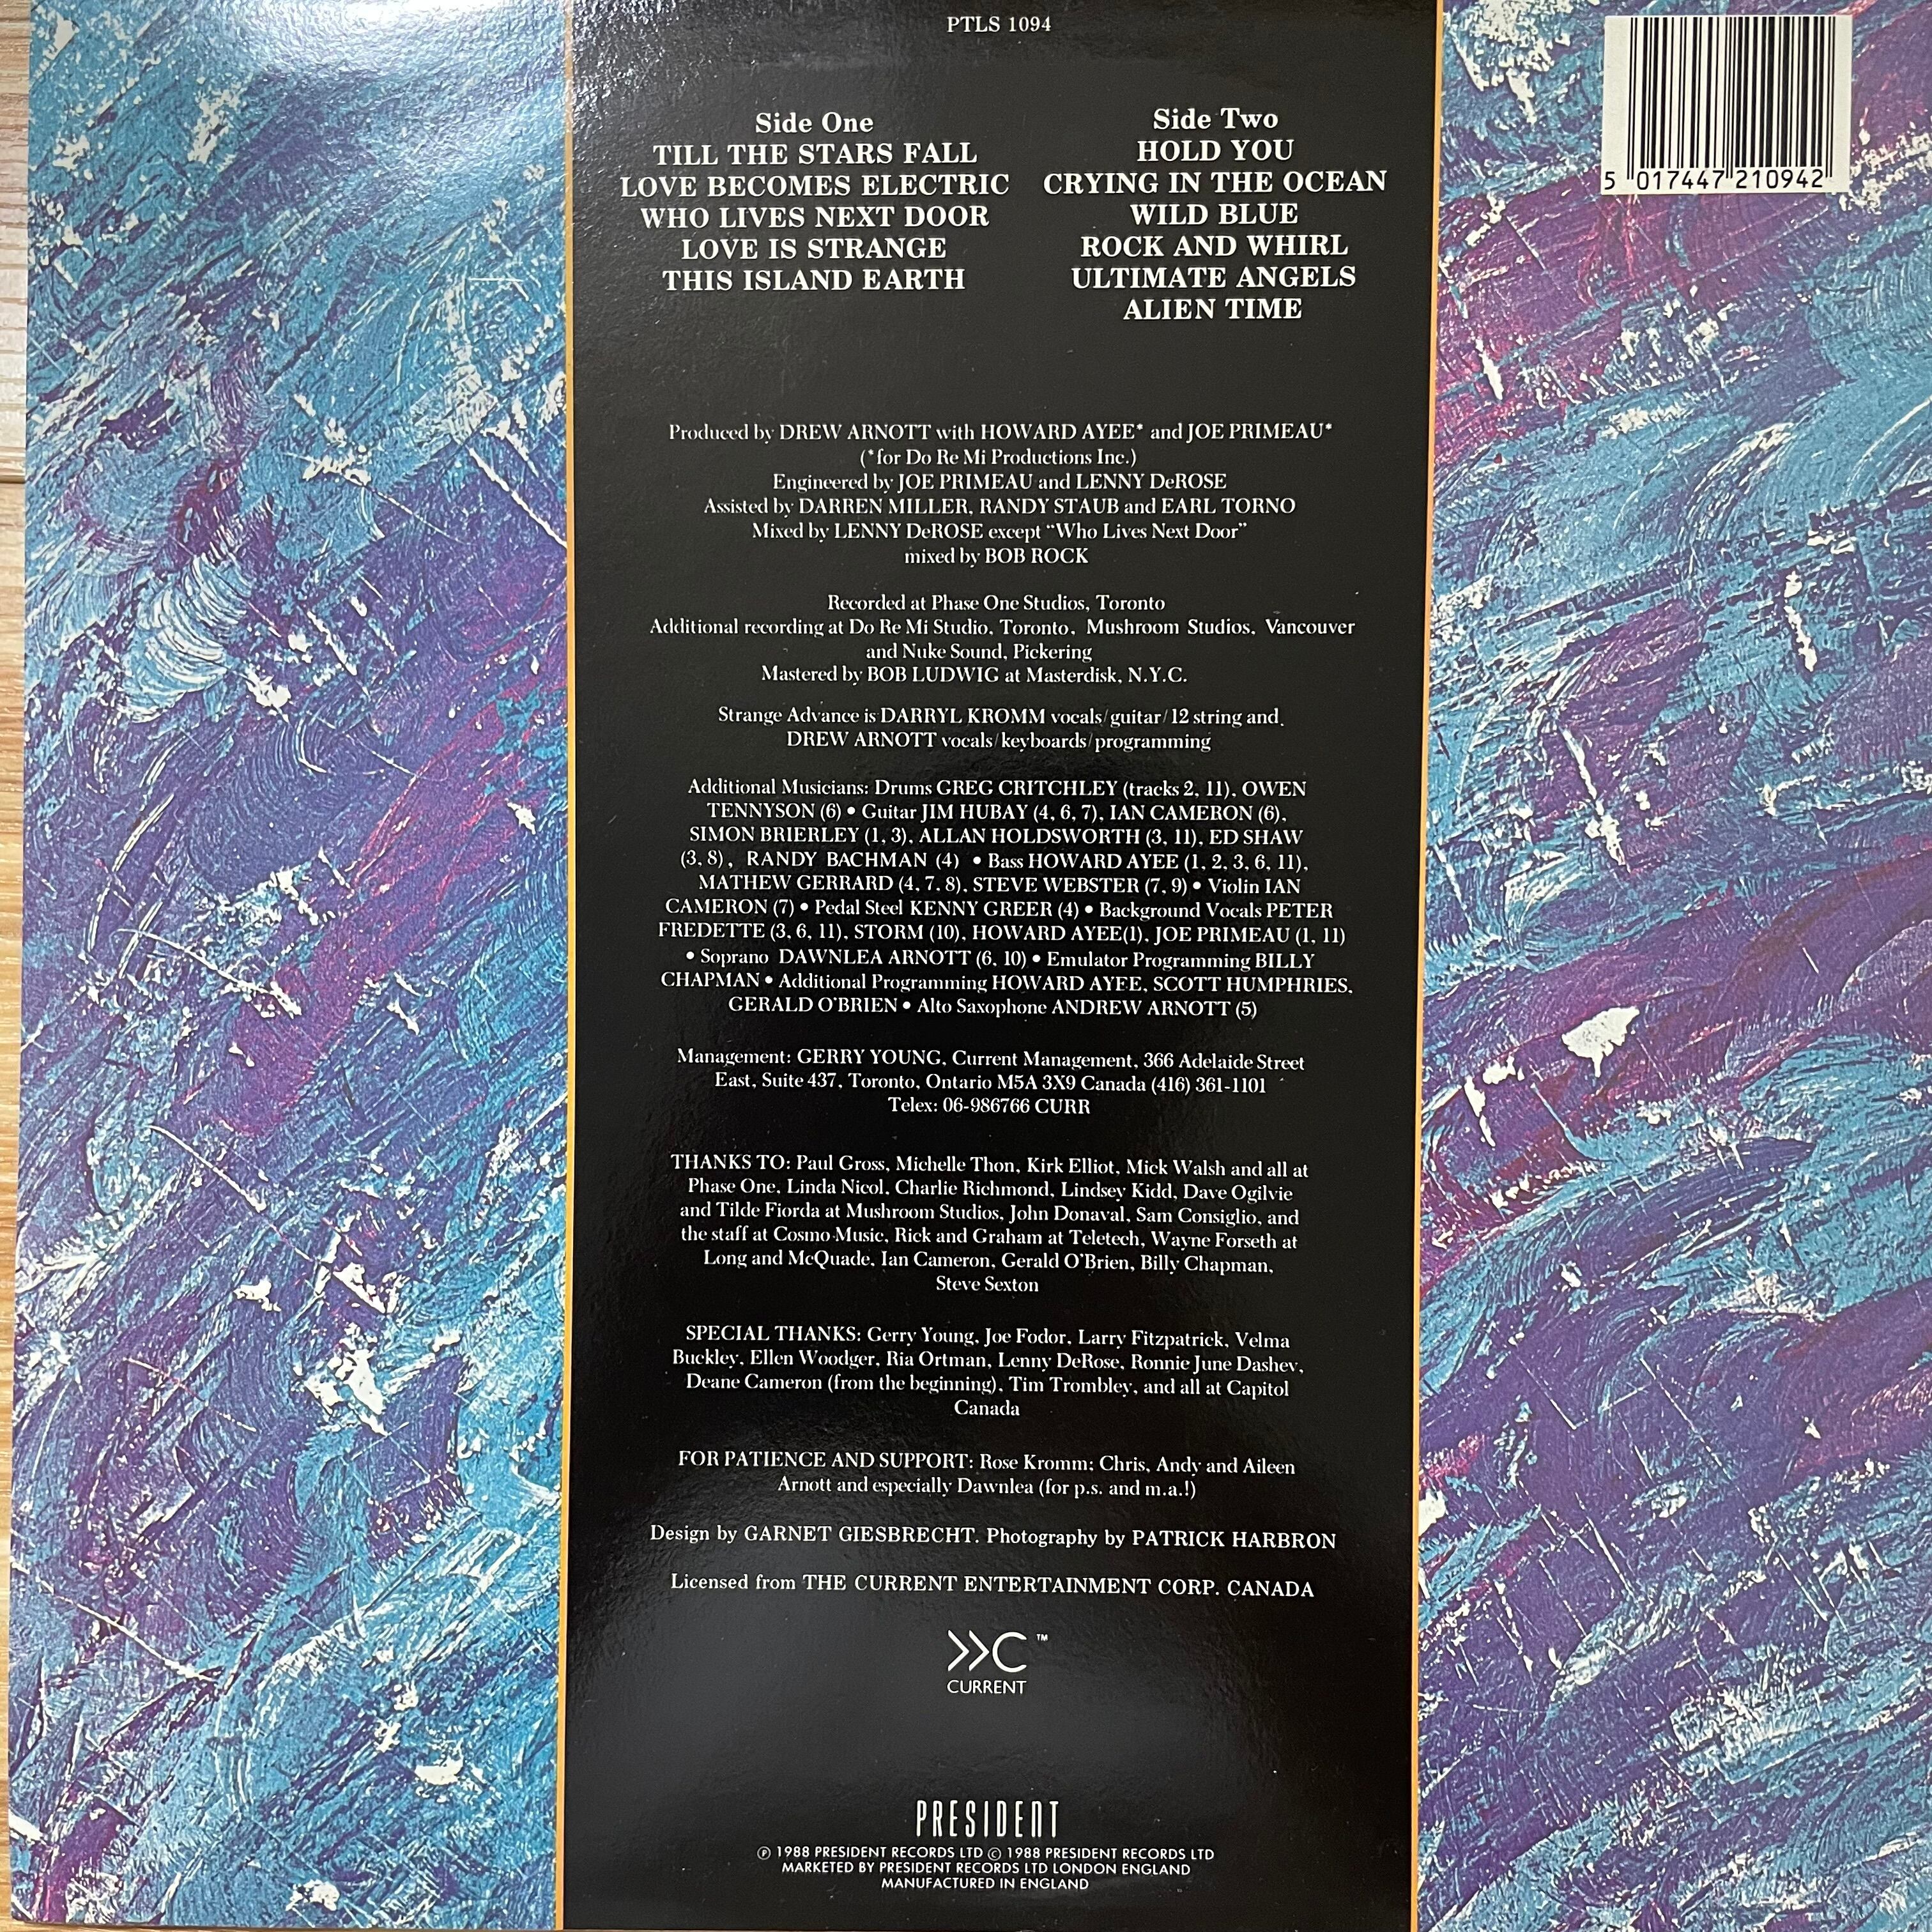 PTLS 1094
Side One
TILL THE STARS FALL
LOVE BECOMES ELECTRIC
WHO LIVES NEXT DOOR
LOVE IS STRANGE
THIS ISLAND EARTH
Side Two
HOLD YOU
CRYING IN THE OCEAN
WILD BLUE
ROCK AND WHIRL
ULTIMATE ANGELS
ALIEN TIME
5 017447 210942
Produced by DREW ARNOTT with HOWARD AYEE* and JOE PRIMEAU*
(*for Do Re Mi Productions Inc.)
Engineered by JOE PRIMEAU and LENNY DeROSE
Assisted by DARREN MILLER, RANDY STAUB and EARL TORNO
Mixed by LENNY DeROSE except “Who Lives Next Door”
mixed by BOB ROCK
Recorded at Phase One Studios, Toronto
Additional recording at Do Re Mi Studio, Toronto, Mushroom Studios, Vancouver
and Nuke Sound, Pickering
Mastered by BOB LUDWIG at Masterdisk, N.Y.C.
Strange Advance is DARRYL KROMM vocals/guitar/12 string and
DREW ARNOTT vocals/keyboards/programming
Additional Musicians: Drums GREG CRITCHLEY (tracks 2, 11), OWEN
TENNYSON (6) • Guitar JIM HUBAY (4, 6, 7), IAN CAMERON (6),
SIMON BRIERLEY (1, 3), ALLAN HOLDSWORTH (3, 11), ED SHAW
(3, 8), RANDY BACHMAN (4) • Bass HOWARD AYEE (1, 2, 3, 6, 11),
MATHEW GERRARD (4, 7, 8), STEVE WEBSTER (7, 9) • Violin IAN
CAMERON (7) • Pedal Steel KENNY GREER (4) • Background Vocals PETER
FREDETTE (3, 6, 11), STORM (10), HOWARD AYEE(1), JOE PRIMEAU (1, 11)
• Soprano DAWNLEA ARNOTT (6, 10) • Emulator Programming BILLY
CHAPMAN • Additional Programming HOWARD AYEE, SCOTT HUMPHRIES,
GERALD O'BRIEN • Alto Saxophone ANDREW ARNOTT (5)
Management: GERRY YOUNG, Current Management, 366 Adelaide Street
East, Suite 437, Toronto, Ontario M5A 3X9 Canada (416) 361-1101
Telex: 06-986766 CURR
THANKS TO: Paul Gross, Michelle Thon, Kirk Elliot, Mick Walsh and all at
Phase One, Linda Nicol, Charlie Richmond, Lindsey Kidd, Dave Ogilvie
and Tilde Fiorda at Mushroom Studios, John Donaval, Sam Consiglio, and
the staff at Cosmo Music, Rick and Graham at Teletech, Wayne Forseth at
Long and McQuade, Ian Cameron, Gerald O'Brien, Billy Chapman,
Steve Sexton
SPECIAL THANKS: Gerry Young, Joe Fodor, Larry Fitzpatrick, Velma
Buckley, Ellen Woodger, Ria Ortman, Lenny DeRose, Ronnie June Dashev,
Deane Cameron (from the beginning), Tim Trombley, and all at Capitol
Canada
FOR PATIENCE AND SUPPORT: Rose Kromm; Chris, Andy and Aileen
Arnott and especially Dawnlea (for p.s. and m.a.!)
Design by GARNET GIESBRECHT. Photography by PATRICK HARBRON
Licensed from THE CURRENT ENTERTAINMENT CORP. CANADA
C ™
CURRENT
PRESIDENT
℗ 1988 PRESIDENT RECORDS LTD © 1988 PRESIDENT RECORDS LTD
MARKETED BY PRESIDENT RECORDS LTD LONDON ENGLAND
MANUFACTURED IN ENGLAND